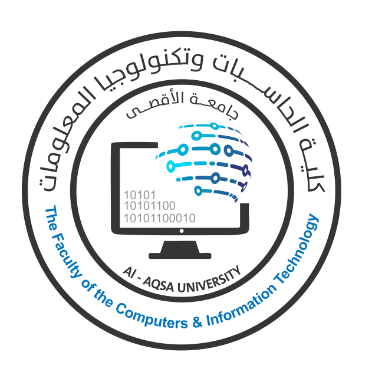 كلية الحاسبات وتكنولوجيا المعلومات
جامعة الأقصى
10101
10101100
10101100010
Al - AQSA UNIVERSITY
The Faculty of the Computers & Information Technology